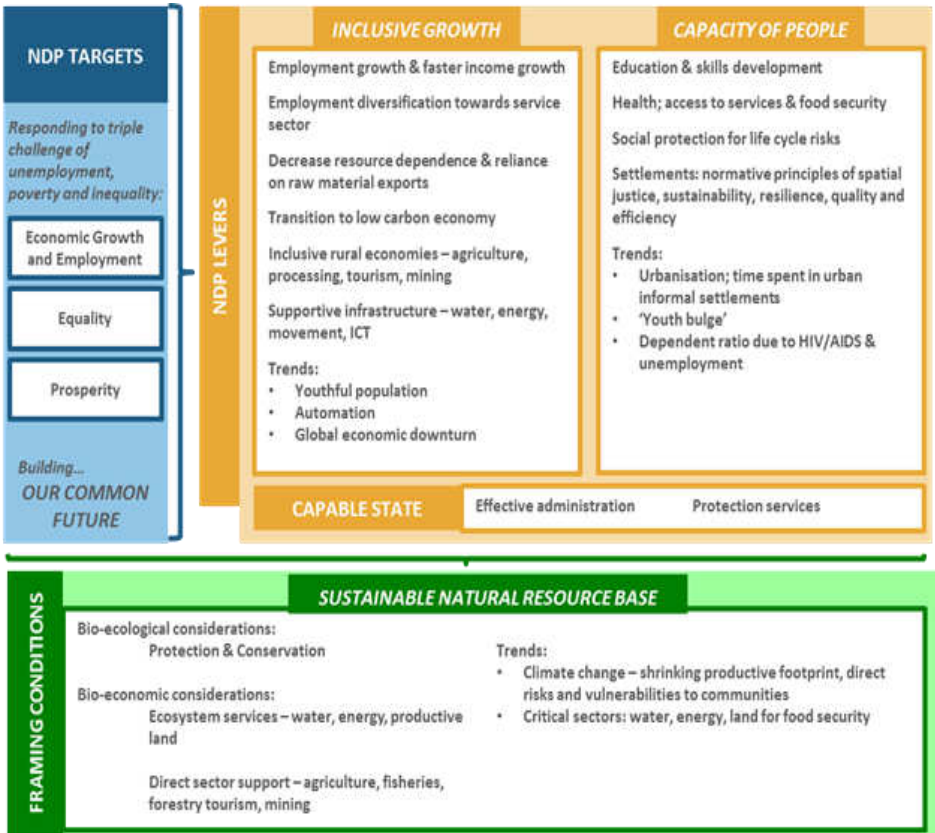 NDP TARGETS
Responding to triple
challenge of
unemployment,
poverty and inequality:
Economic Growth
and Employment
Equality
Prosperity
Building...
OUR COMMON
FUTURE
NDP LEVERS
INCLUSIVE GROWTH
Employment growth & faster income growth
Employment diversification towards service
sector
Decrease resource dependence & reliance
on raw material exports
Transition to low carbon economy
Inclusive rural economies – agriculture,
processing, tourism, mining
Supportive infrastructure – water, energy,
movement, ICT
Trends:
• Youthful population
• Automation
• Global economic downturn
CAPACITY OF PEOPLE
Education & skills development
Health; access to services & food security
Social protection for life cycle risks
Settlements: normative principles of spatial
justice, sustainability, resilience, quality and
efficiency
Trends:
• Urbanisation; time spent in urban
informal settlements
• ‘Youth bulge’
• Dependent ratio due to HIV/AIDS &
unemployment
CAPABLE STATE
Effective administration
Protection services
FRAMING CONDITIONS
SUSTAINABLE NATURAL RESOURCE BASE
Bio-ecological considerations:
Protection & Conservation
Bio-economic considerations:
Ecosystem services – water, energy, productive
land
Direct sector support – agriculture, fisheries,
forestry tourism, mining
Trends:
• Climate change – shrinking productive footprint, direct
risks and vulnerabilities to communities
• Critical sectors: water, energy, land for food security